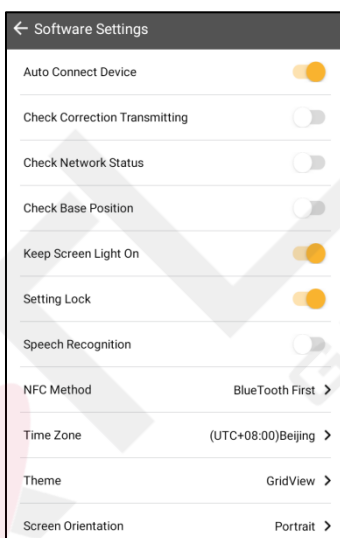 Software Settings
Auto Connect Device
Check Correction Transmitting
Check Network Status
Check Base Position
Keep Screen Light On
Setting Lock
Speech Recognition
NFC Method BlueTooth First
Time Zone (UTC+08:00)Beijing
Theme GridView
Screen Orientation Portrait